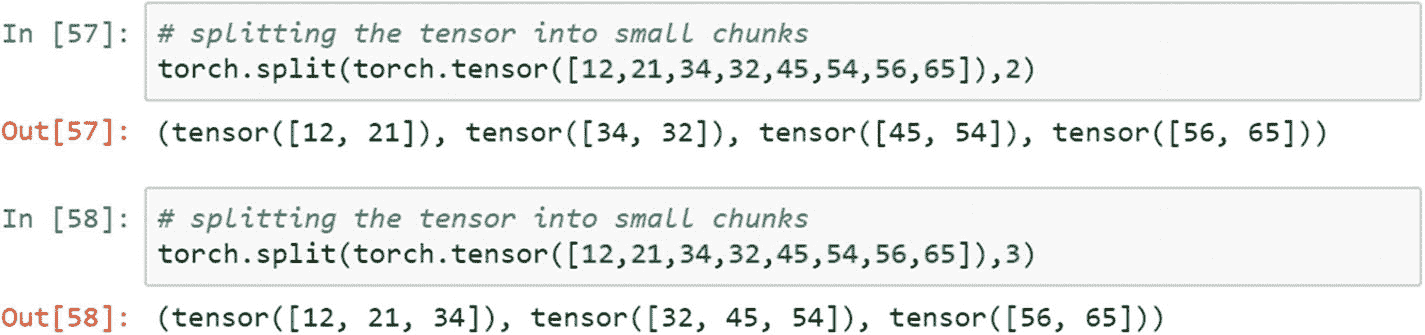 In [57]: # splitting the tensor into small chunks
torch.split(torch.tensor([12,21,34,32,45,54,56,65]),2)
Out[57]: (tensor([12, 21]), tensor([34, 32]), tensor([45, 54]), tensor([56, 65]))
In [58]: # splitting the tensor into small chunks
torch.split(torch.tensor([12,21,34,32,45,54,56,65]),3)
Out[58]: (tensor([12, 21, 34]), tensor([32, 45, 54]), tensor([56, 65]))